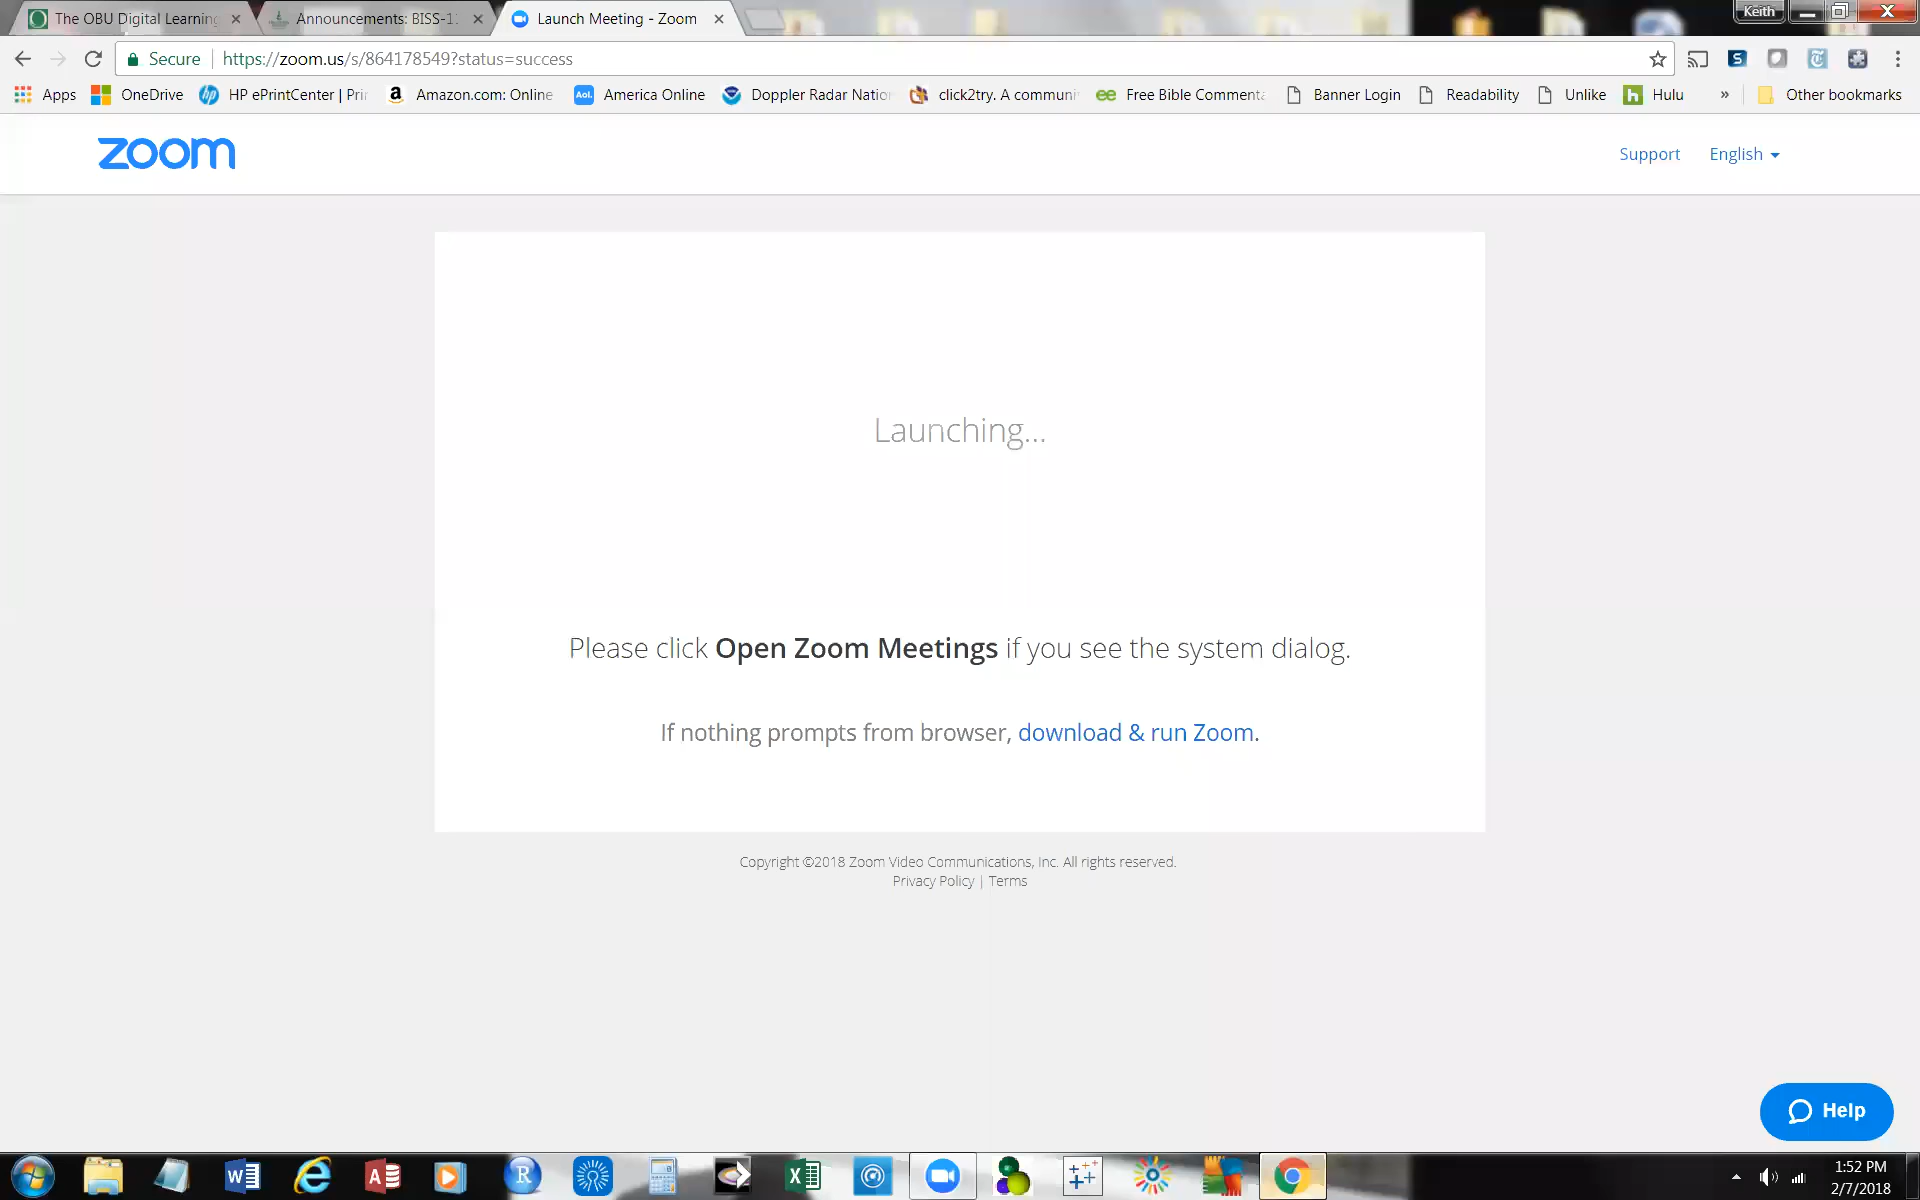 The OBU Digital Learning
Announcements: BISS-1
Launch Meeting - Zoom
Keith
Secure
https://zoom.us/s/864178549?status=success
Apps
OneDrive
HP ePrintCenter | Pri
Amazon.com: Online
Aol.
America Online
Doppler Radar Natio
click2try. A communi
ee
Free Bible Comment
Banner Login
Readability
Unlike
h
Hulu
»
Other bookmarks
zoom
Support
English
Launching...
Please click Open Zoom Meetings if you see the system dialog.
If nothing prompts from browser, download & run Zoom.
Copyright ©2018 Zoom Video Communications, Inc. All rights reserved.
Privacy Policy | Terms
Help
1:52 PM
2/7/2018